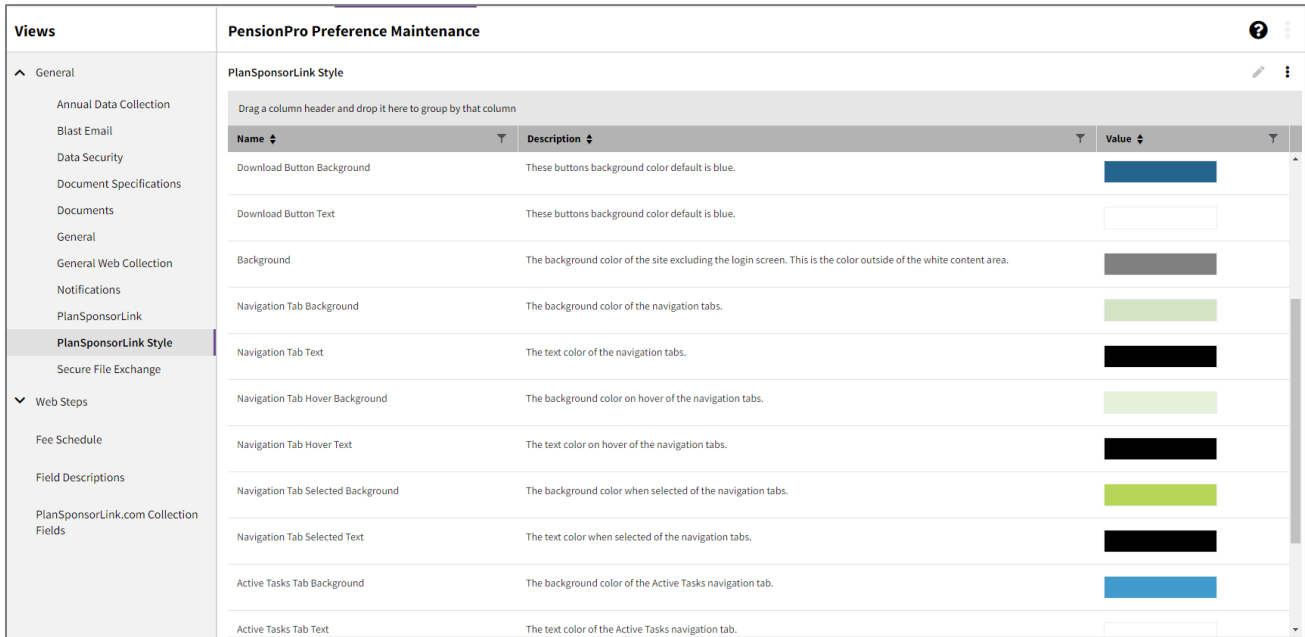 Views
PensionPro Preference Maintenance
?
General
Annual Data Collection
Blast Email
Data Security
Document Specifications
Documents
General
General Web Collection
Notifications
PlanSponsorLink
PlanSponsorLink Style
Secure File Exchange
Web Steps
Fee Schedule
Field Descriptions
PlanSponsorLink.com Collection
Fields
PlanSponsorLink Style
Drag a column header and drop it here to group by that column
Name Description Value
Download Button Background These buttons background color default is blue.
Download Button Text These buttons background color default is blue.
Background The background color of the site excluding the login screen. This is the color outside of the white content area.
Navigation Tab Background The background color of the navigation tabs.
Navigation Tab Text The text color of the navigation tabs.
Navigation Tab Hover Background The background color on hover of the navigation tabs.
Navigation Tab Hover Text The text color on hover of the navigation tabs.
Navigation Tab Selected Background The background color when selected of the navigation tabs.
Navigation Tab Selected Text The text color when selected of the navigation tabs.
Active Tasks Tab Background The background color of the Active Tasks navigation tab.
Active Tasks Tab Text The text color of the Active Tasks navigation tab.